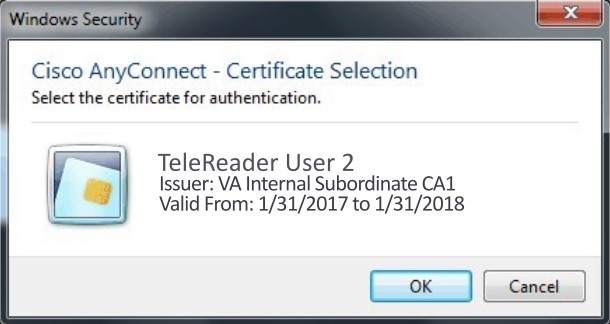 Windows Security
Cisco AnyConnect - Certificate Selection
Select the certificate for authentication.
TeleReader User 2
Issuer: VA Internal Subordinate CA1
Valid From: 1/31/2017 to 1/31/2018
OK Cancel